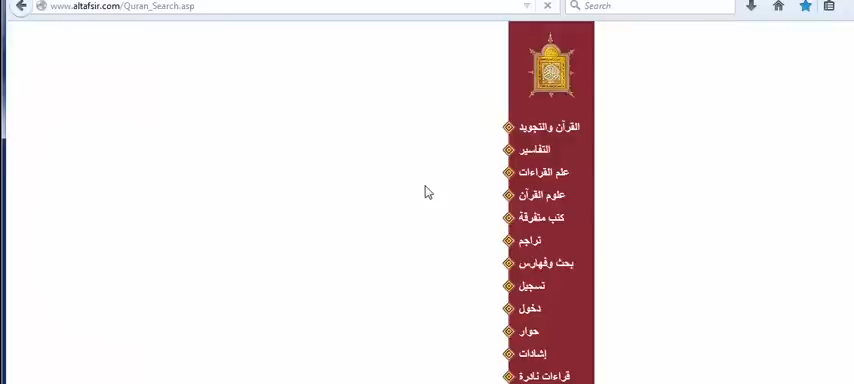 www.altafsir.com/Quran_Search.asp
Search
القرآن والتجويد
التفاسير
علم القراءات
علوم القرآن
كتب متفرقة
تراجم
بحث وفهارس
تسجيل
دخول
حوار
إشادات
قراءات نادرة